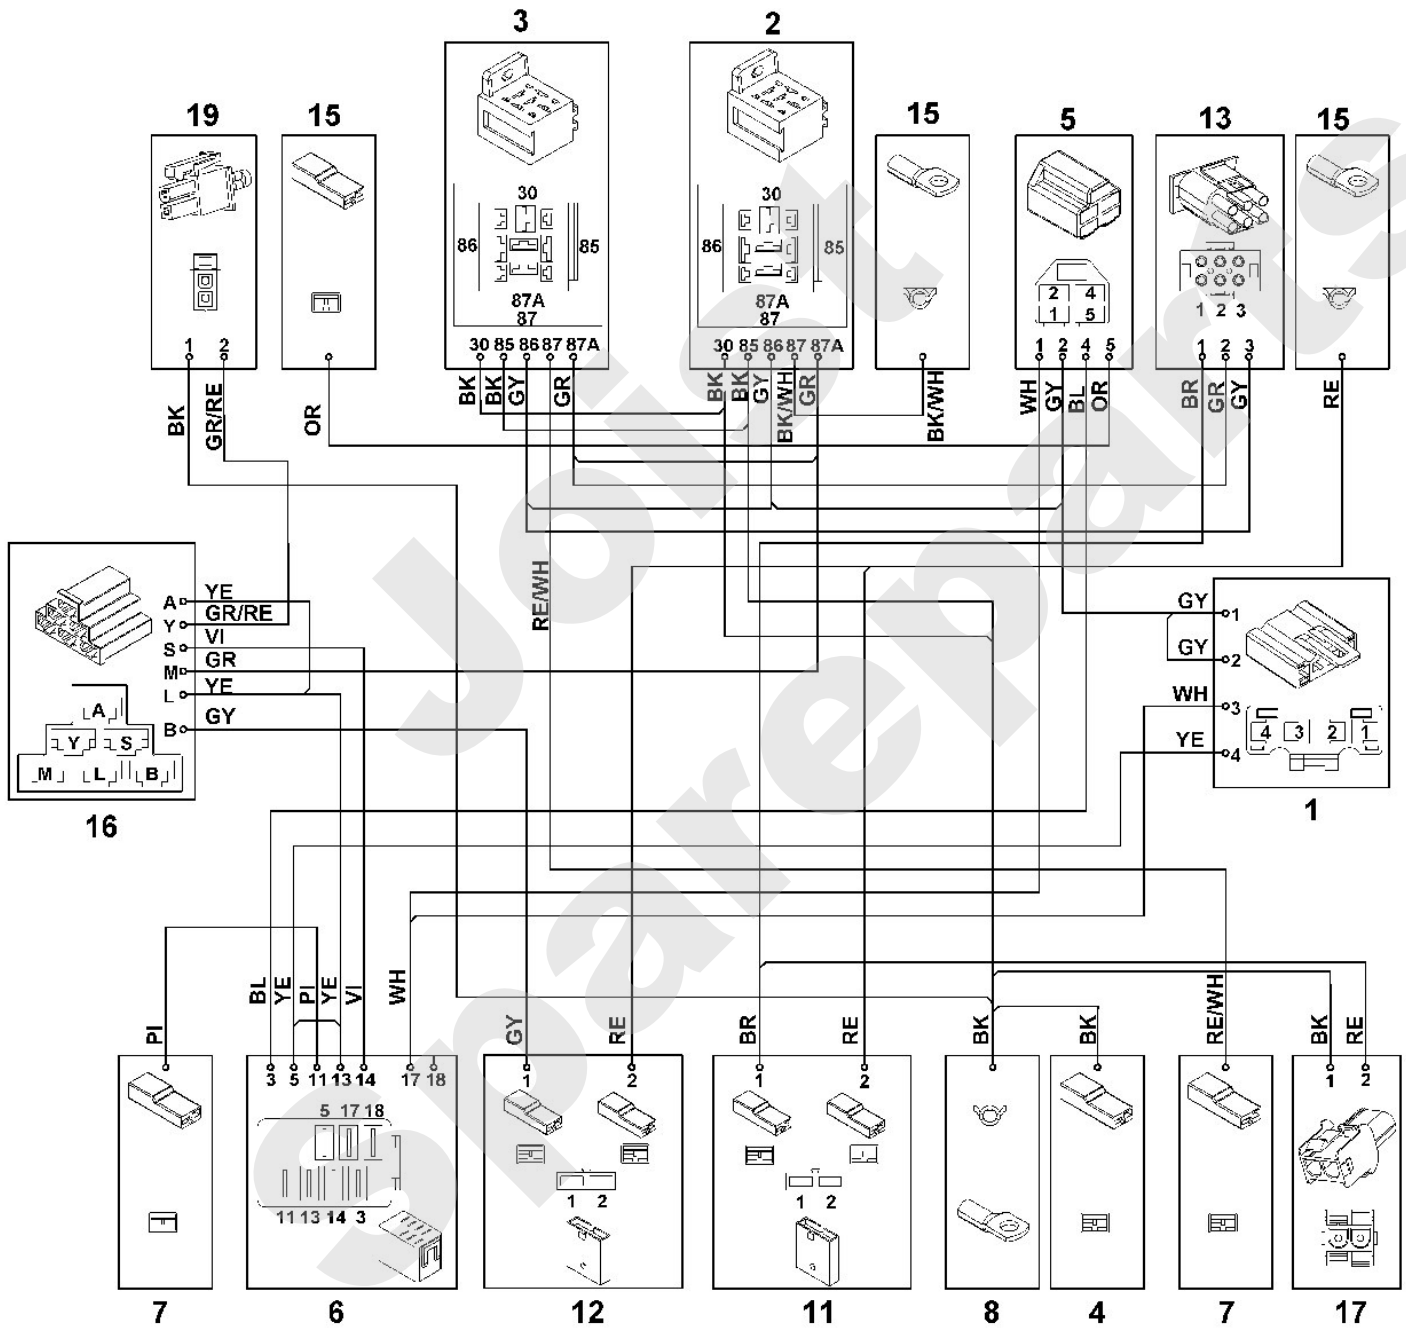 3 2
19 15 15 5 13 15
30 30
86 85 86 85
87A 87A
87 87
2 4
1 5
1 2 3
1 2
30 85 86 87 87A
30 85 86 87 87A
1 2 4 5
1 2 3
BK GR/RE OR
BK BK GY GR
BK BK GY BK/WH GR
BK/WH
WH GY BL OR
BR GR GY
RE
RE/WH
A YE
Y GR/RE
S VI
M GR
L YE
B GY
A
Y S
M L B
16
GY 1
GY 2
WH 3
YE 4
4 3 2 1
1
PI
BL YE PI YE VI WH
GY RE
BR RE
BK BK
RE/WH
BK RE
3 5 11 13 14 17 18
1 2
1 2
1 2
5 17 18
11 13 14 3
1 2
1 2
7 6 12 11 8 4 7 17
Joist
Spareparts